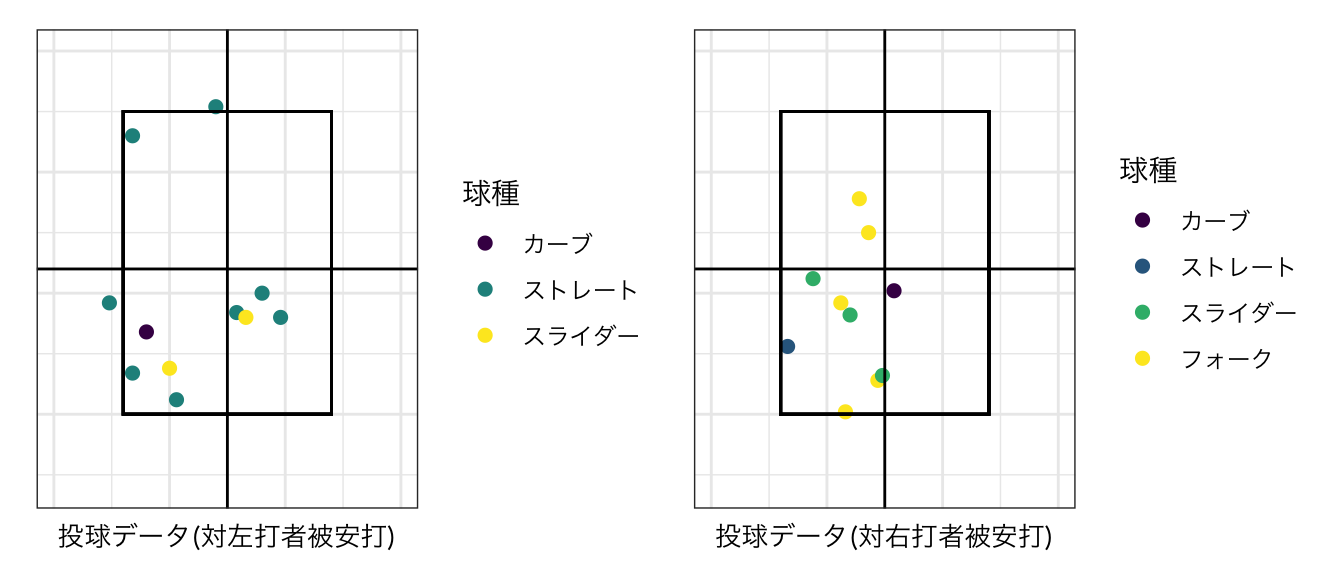 球種
カーブ
ストレート
スライダー
投球データ(対左打者被安打)
球種
カーブ
ストレート
スライダー
フォーク
投球データ(対右打者被安打)